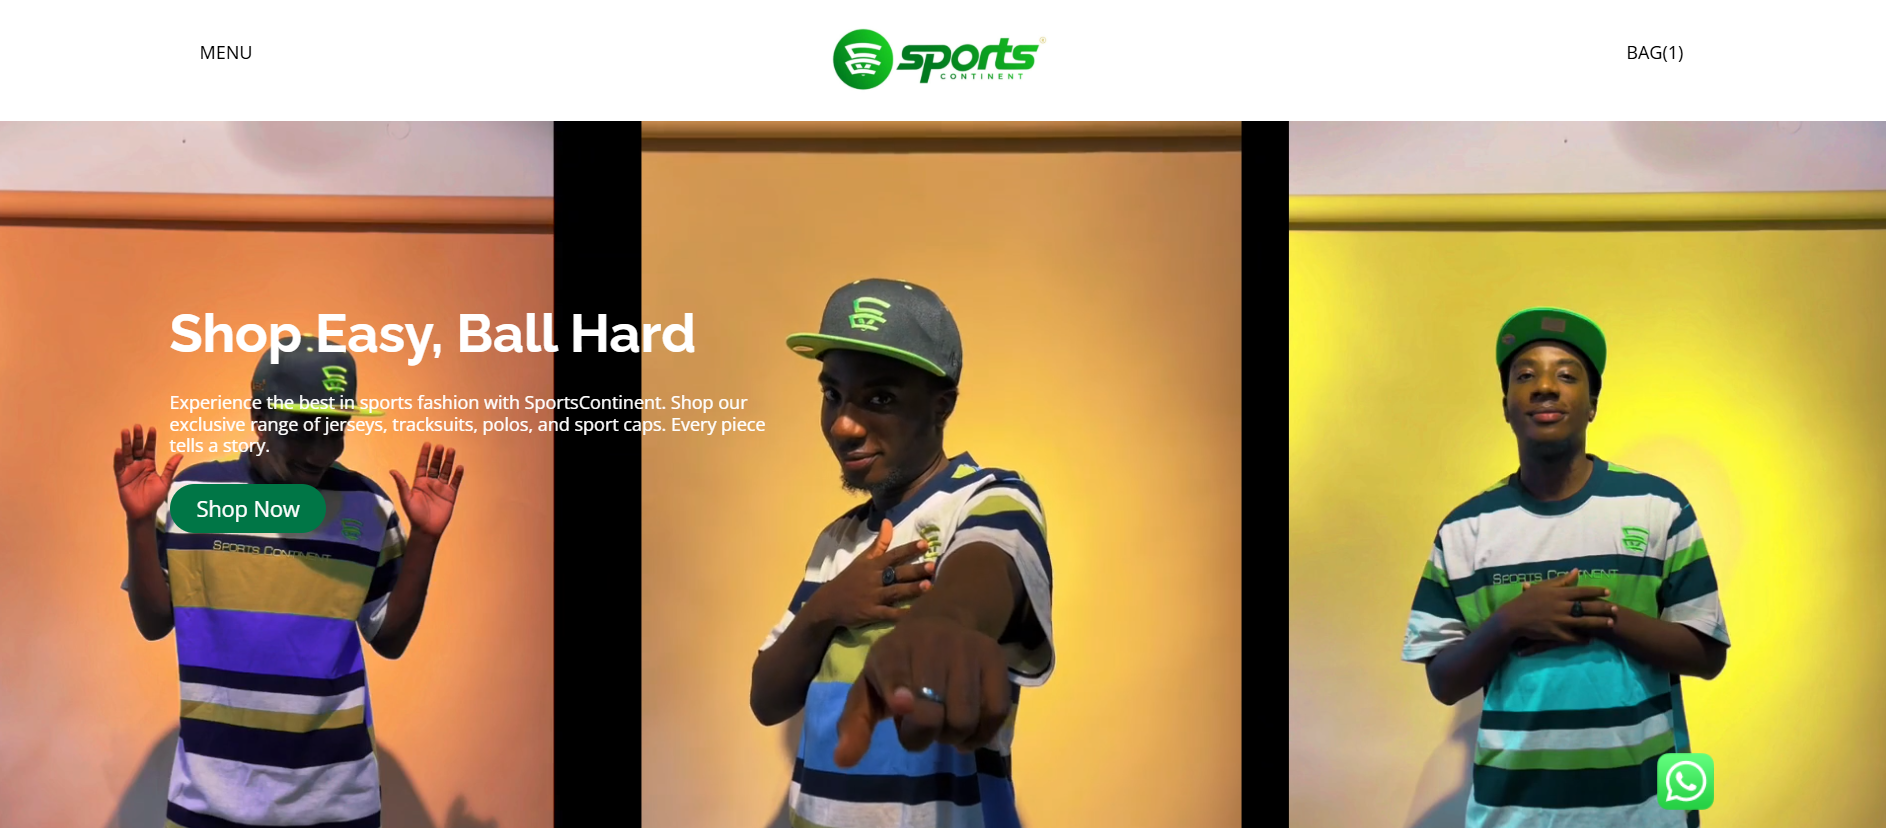 MENU
sports
CONTINENT
BAG(1)
Shop Easy, Ball Hard
Experience the best in sports fashion with SportsContinent. Shop our
exclusive range of jerseys, tracksuits, polos, and sport caps. Every piece
tells a story.
Shop Now
SPORTS CONTINENT
SPORTS CONTINENT